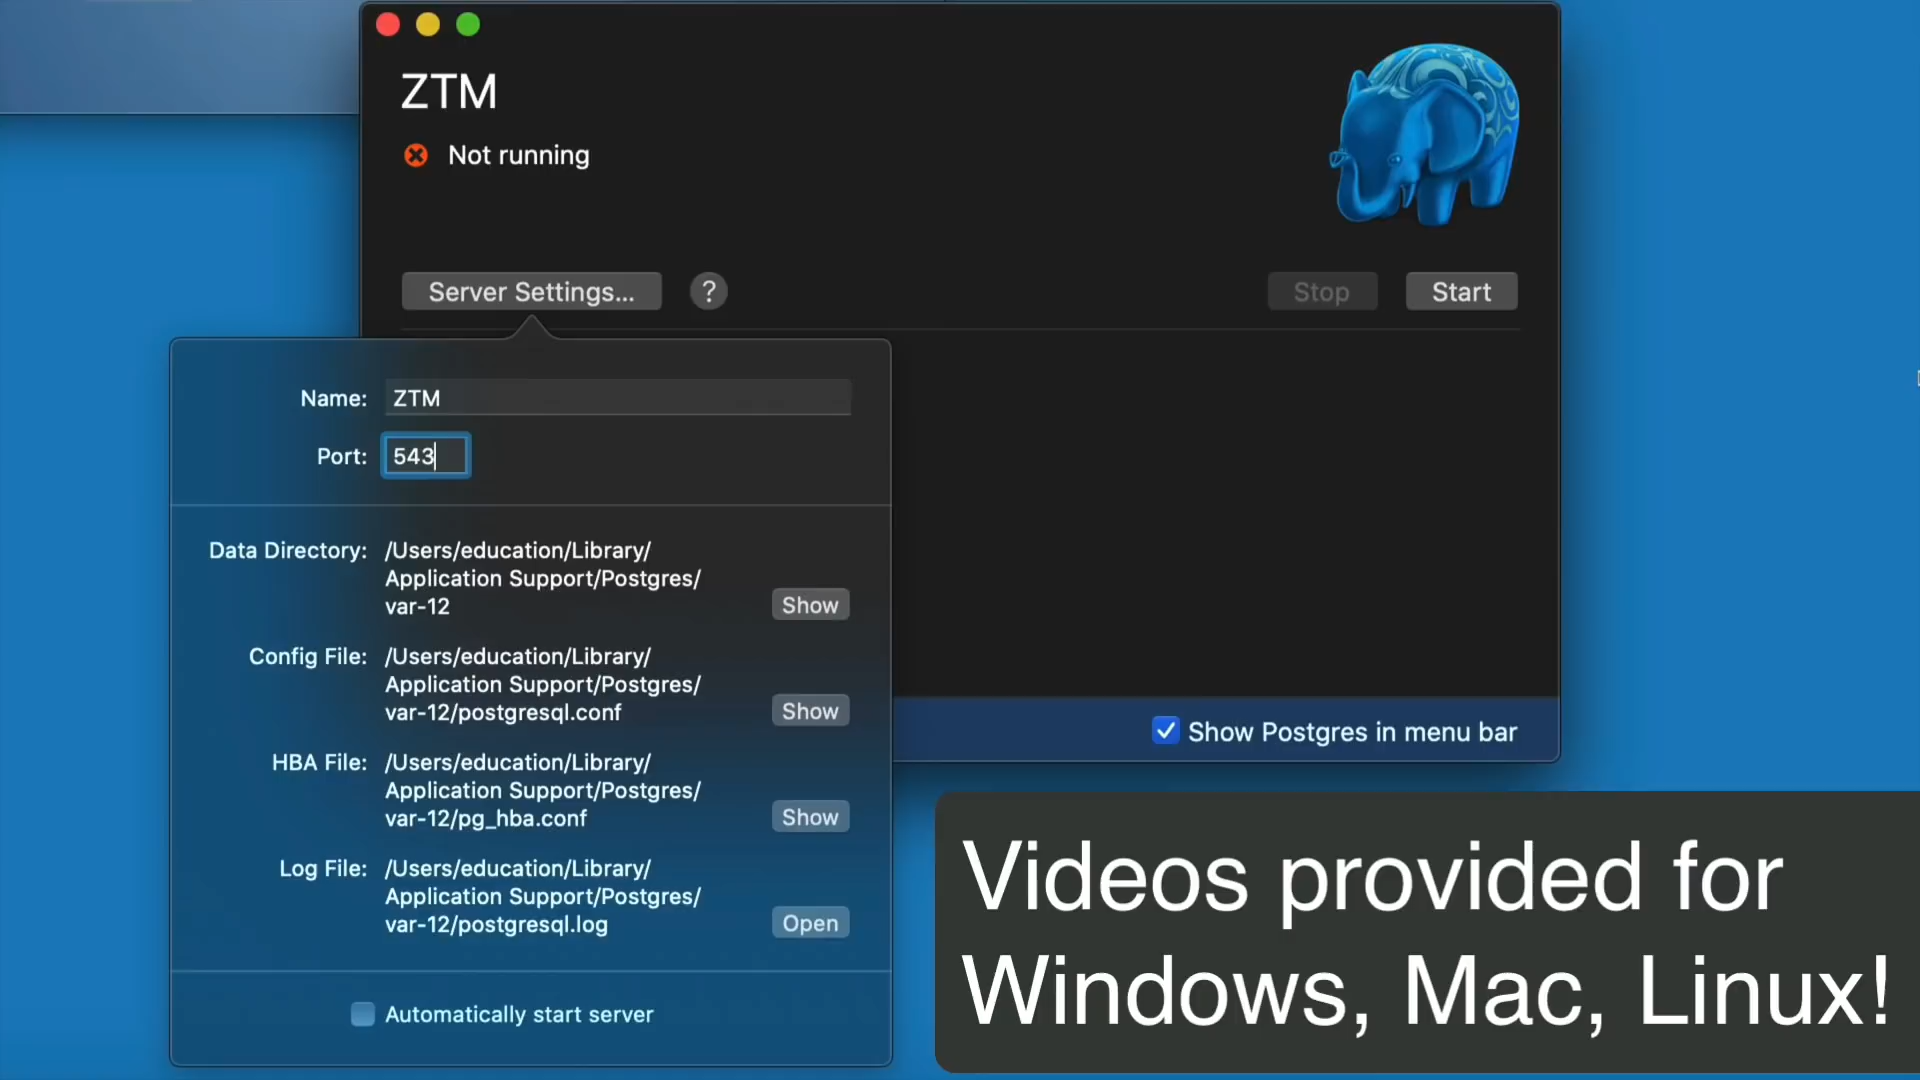 ZTM
Not running
Server Settings...
?
Stop
Start
Name:
ZTM
Port:
543
Data Directory:
/Users/education/Library/
Application Support/Postgres/
var-12
Show
Config File:
/Users/education/Library/
Application Support/Postgres/
var-12/postgresql.conf
Show
HBA File:
/Users/education/Library/
Application Support/Postgres/
var-12/pg_hba.conf
Show
Log File:
/Users/education/Library/
Application Support/Postgres/
var-12/postgresql.log
Open
Automatically start server
Show Postgres in menu bar
Videos provided for
Windows, Mac, Linux!